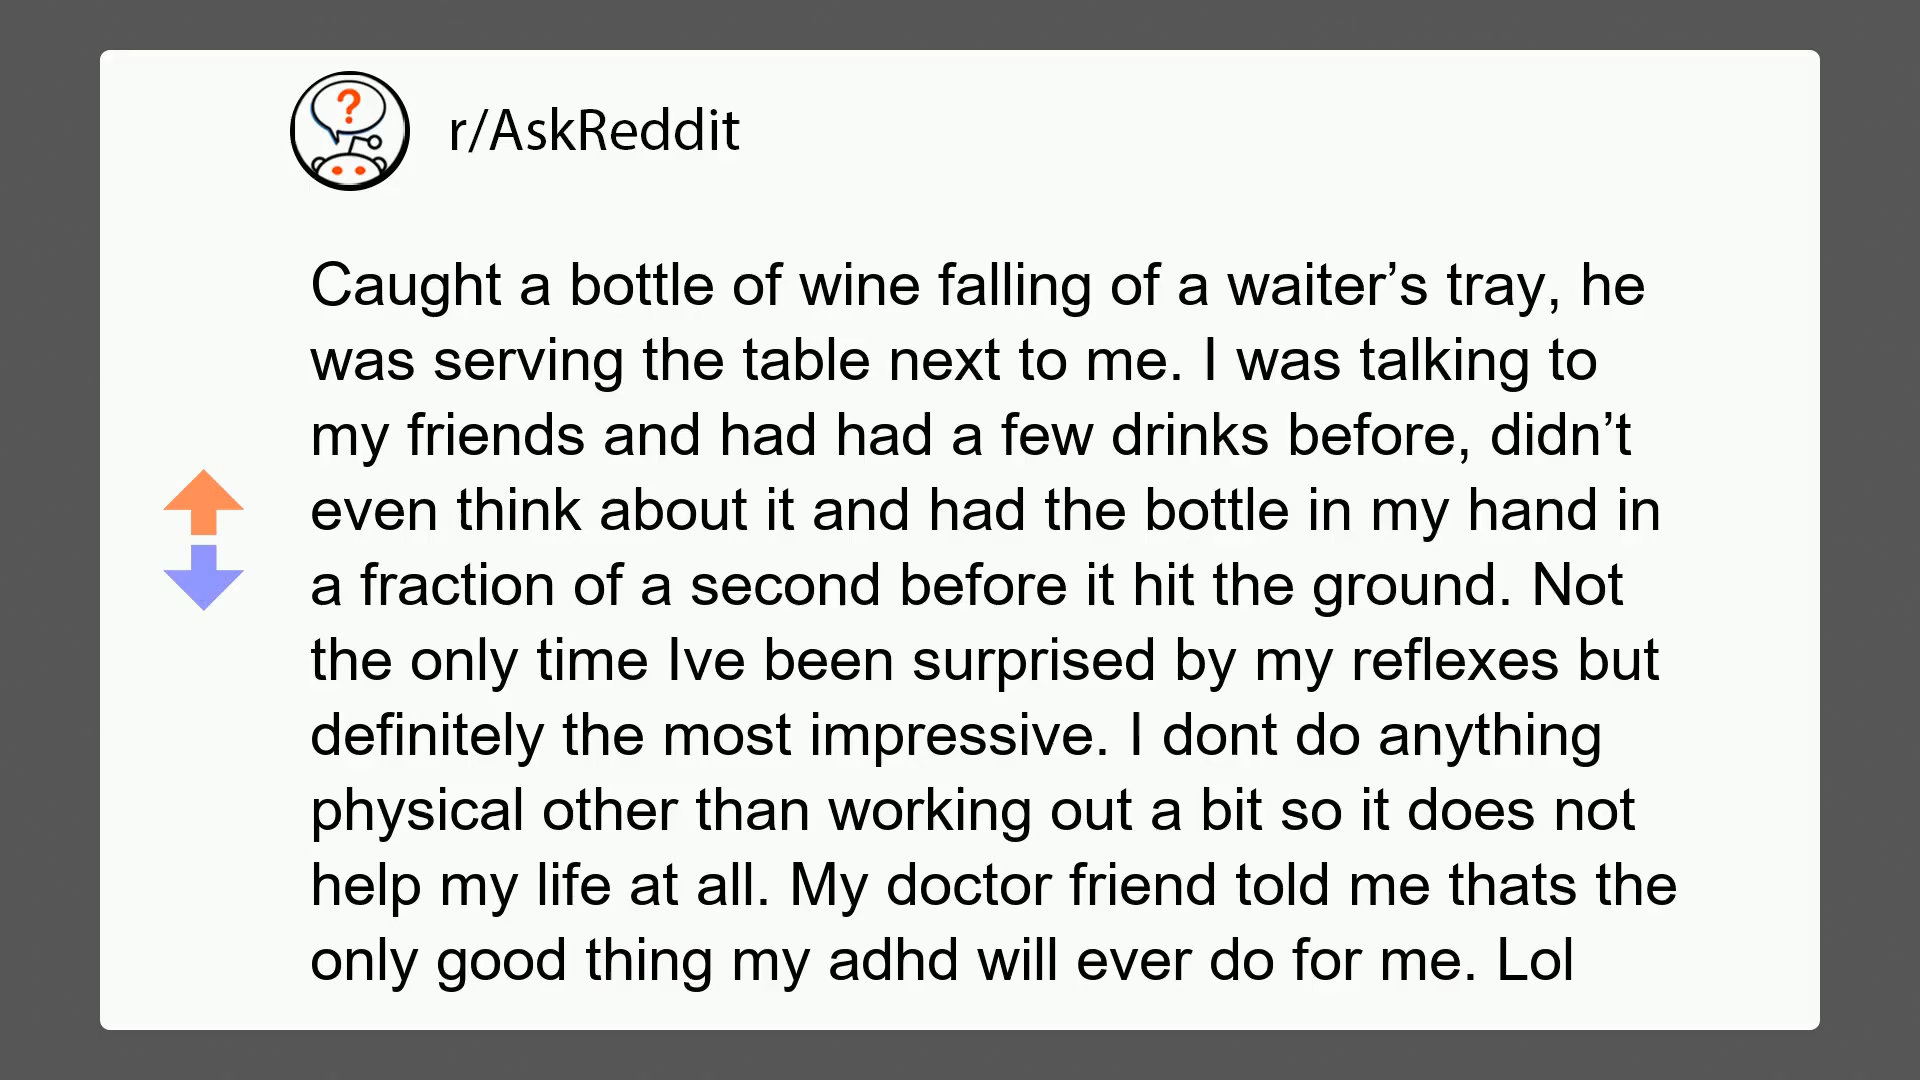 ?
r/AskReddit
Caught a bottle of wine falling of a waiter’s tray, he
was serving the table next to me. I was talking to
my friends and had had a few drinks before, didn’t
even think about it and had the bottle in my hand in
a fraction of a second before it hit the ground. Not
the only time Ive been surprised by my reflexes but
definitely the most impressive. I dont do anything
physical other than working out a bit so it does not
help my life at all. My doctor friend told me thats the
only good thing my adhd will ever do for me. Lol